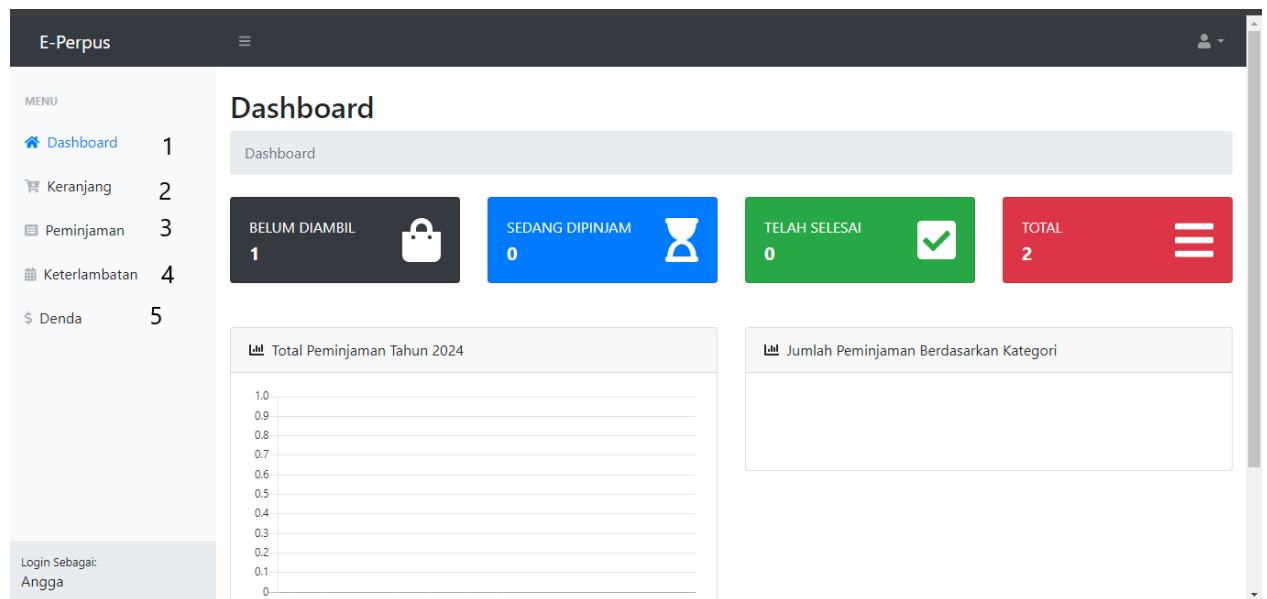 E-Perpus
MENU
Dashboard 1
Keranjang 2
Peminjaman 3
Keterlambatan 4
Denda 5
Login Sebagai:
Angga
Dashboard
Dashboard
BELUM DIAMBIL
1
SEDANG DIPINJAM
0
TELAH SELESAI
0
TOTAL
2
Total Peminjaman Tahun 2024
1.0
0.9
0.8
0.7
0.6
0.5
0.4
0.3
0.2
0.1
0
Jumlah Peminjaman Berdasarkan Kategori